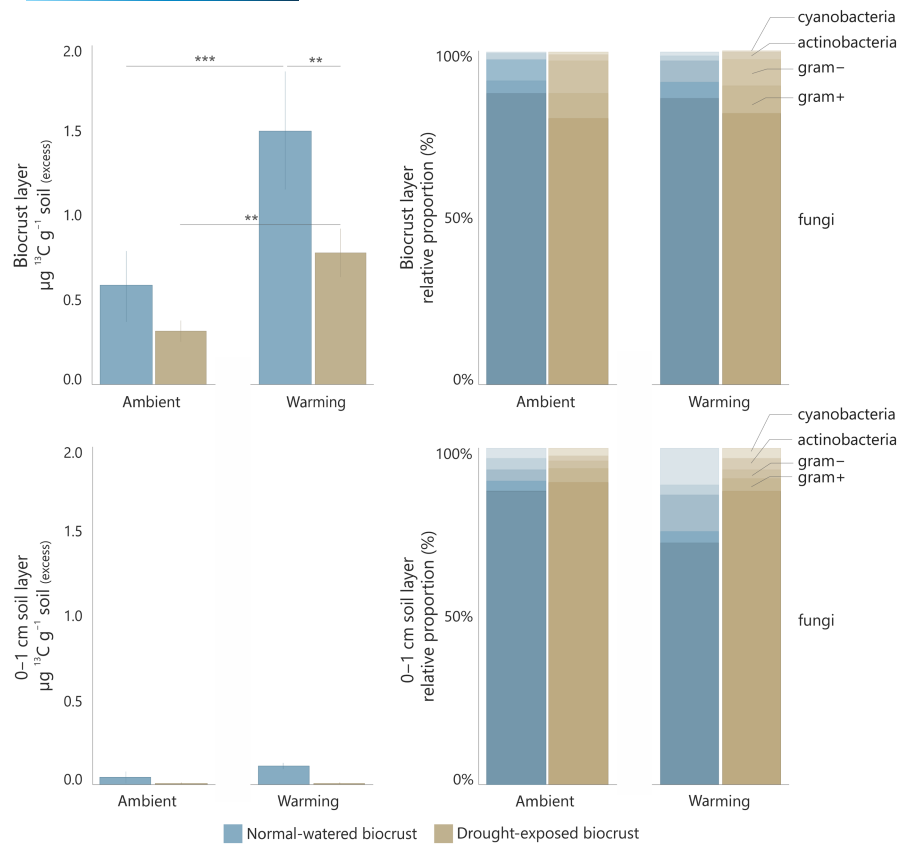 cyanobacteria
actinobacteria
gram−
gram+
fungi
2.0
1.5
1.0
0.5
0.0
***
**
**
Biocrust layer
µg ¹³C g⁻¹ soil (excess)
Ambient
Warming
100%
50%
0%
Biocrust layer
relative proportion (%)
Ambient
Warming
cyanobacteria
actinobacteria
gram−
gram+
fungi
2.0
1.5
1.0
0.5
0.0
0−1 cm soil layer
µg ¹³C g⁻¹ soil (excess)
Ambient
Warming
100%
50%
0%
0−1 cm soil layer
relative proportion (%)
Ambient
Warming
Normal-watered biocrust
Drought-exposed biocrust